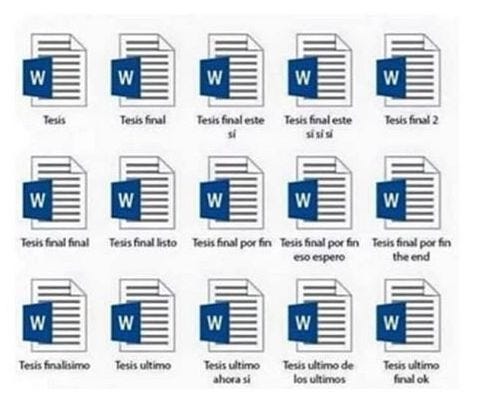 W W W W W
Tesis Tesis final Tesis final este Tesis final este Tesis final 2
sí sí sí sí
W W W W W
Tesis final final Tesis final listo Tesis final por fin Tesis final por fin Tesis final por fin
eso espero the end
W W W W W
Tesis finalísimo Tesis ultimo Tesis ultimo Tesis ultimo de Tesis ultimo
ahora si los ultimos final ok